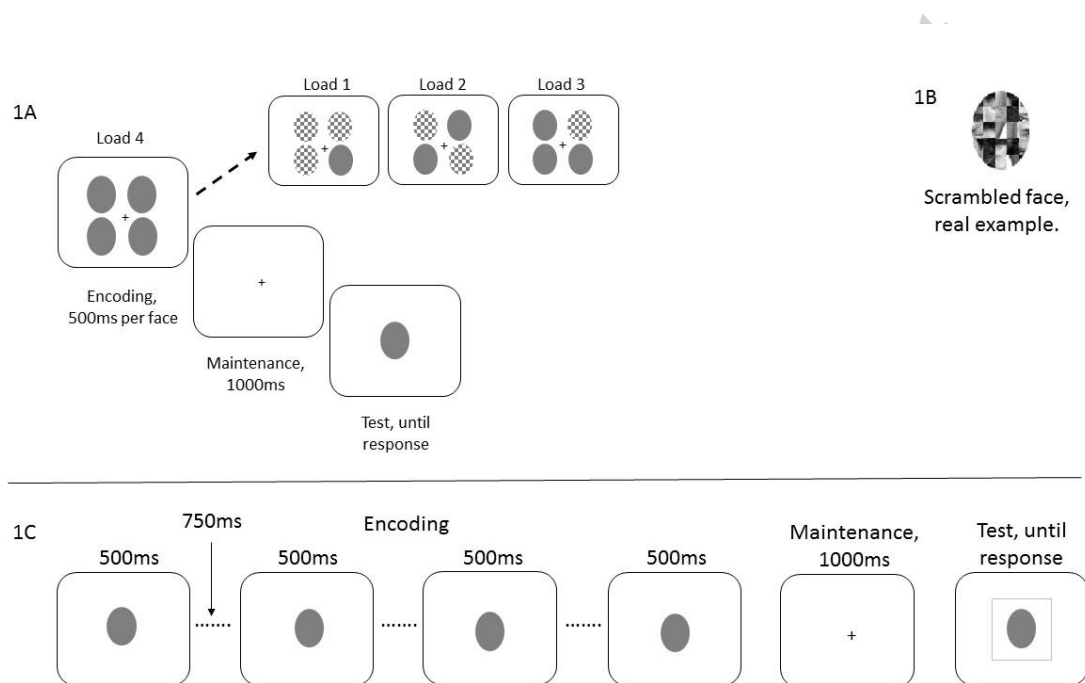 1A
Load 4
Load 1
Load 2
Load 3
+
+
+
+
Encoding,
500ms per face
+
Maintenance,
1000ms
Test, until
response
1B
Scrambled face,
real example.
1C
750ms
Encoding
500ms
500ms
500ms
500ms
.......
.......
.......
Maintenance,
1000ms
+
Test, until
response